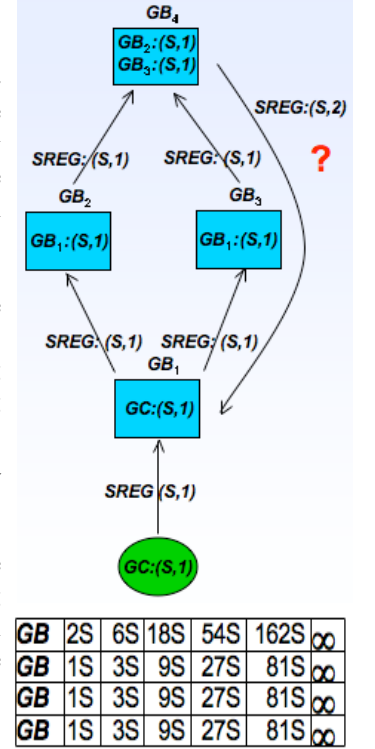 GB₄
GB₂:(S,1)
GB₃:(S,1)
SREG:(S,2)
?
SREG:(S,1) SREG:(S,1)
GB₂ GB₃
GB₁:(S,1) GB₁:(S,1)
SREG:(S,1) SREG:(S,1)
GB₁
GC:(S,1)
SREG(S,1)
GC:(S,1)
GB 2S 6S 18S 54S 162S ∞
GB 1S 3S 9S 27S 81S ∞
GB 1S 3S 9S 27S 81S ∞
GB 1S 3S 9S 27S 81S ∞